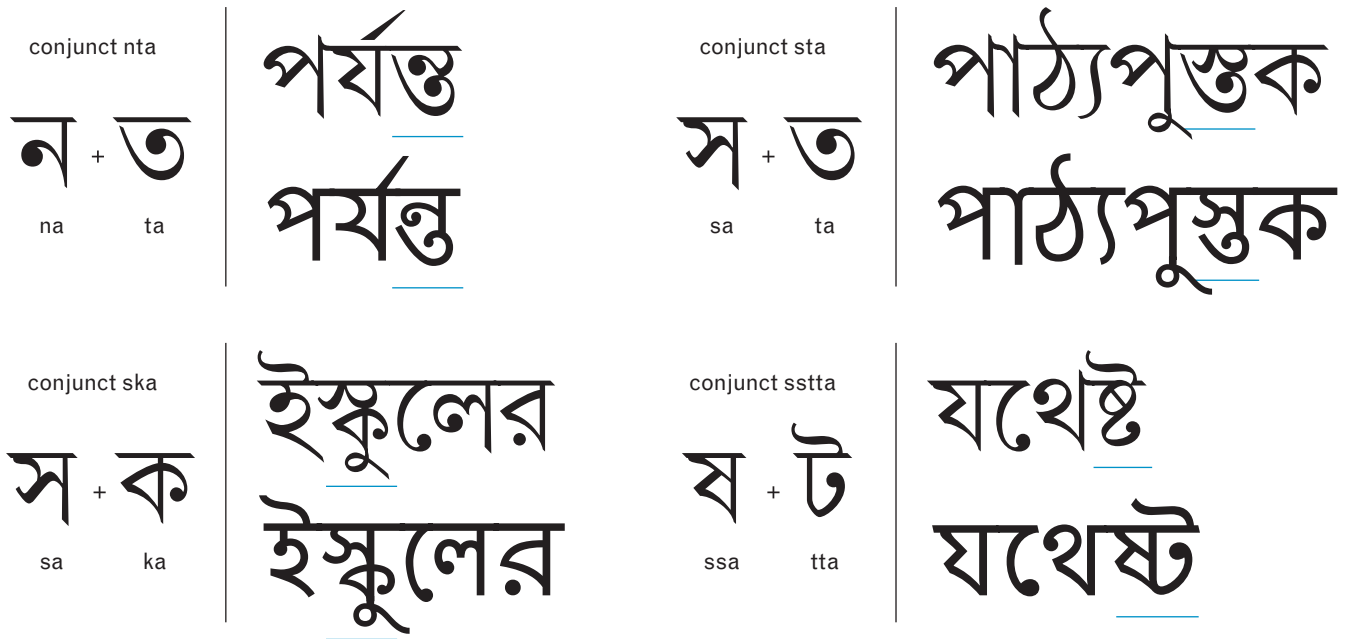 conjunct nta
ন + ত
na ta
পর্যন্ত
পর্যন্ত
conjunct sta
স + ত
sa ta
পাঠ্যপুস্তক
পাঠ্যপুস্তক
conjunct ska
স + ক
sa ka
ইস্কুলের
ইস্কুলের
conjunct sstta
ষ + ট
ssa tta
যথেষ্ট
যথেষ্ট